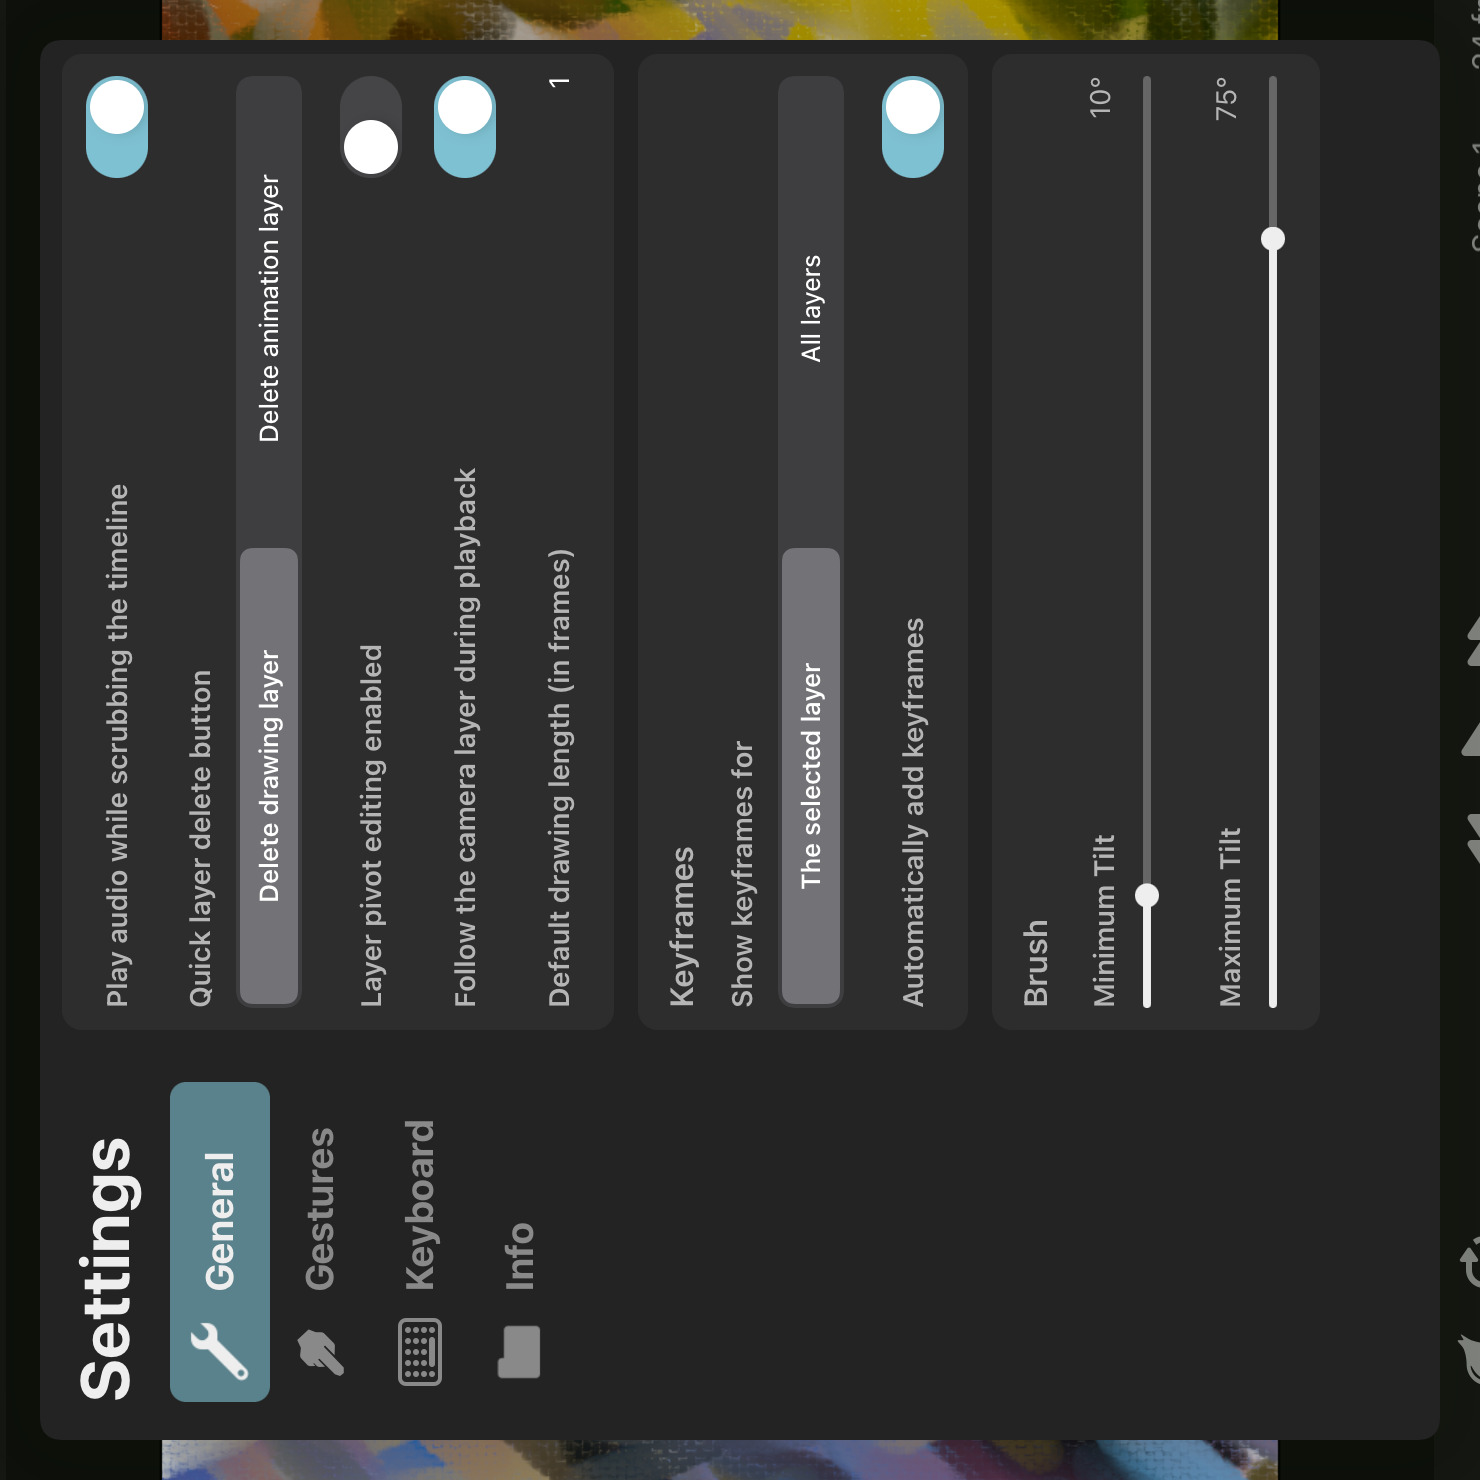 Settings
General
Gestures
Keyboard
Info
Play audio while scrubbing the timeline
Quick layer delete button
Delete drawing layer
Delete animation layer
Layer pivot editing enabled
Follow the camera layer during playback
Default drawing length (in frames)
1
Keyframes
Show keyframes for
The selected layer
All layers
Automatically add keyframes
Brush
Minimum Tilt
10°
Maximum Tilt
75°
Scene 1